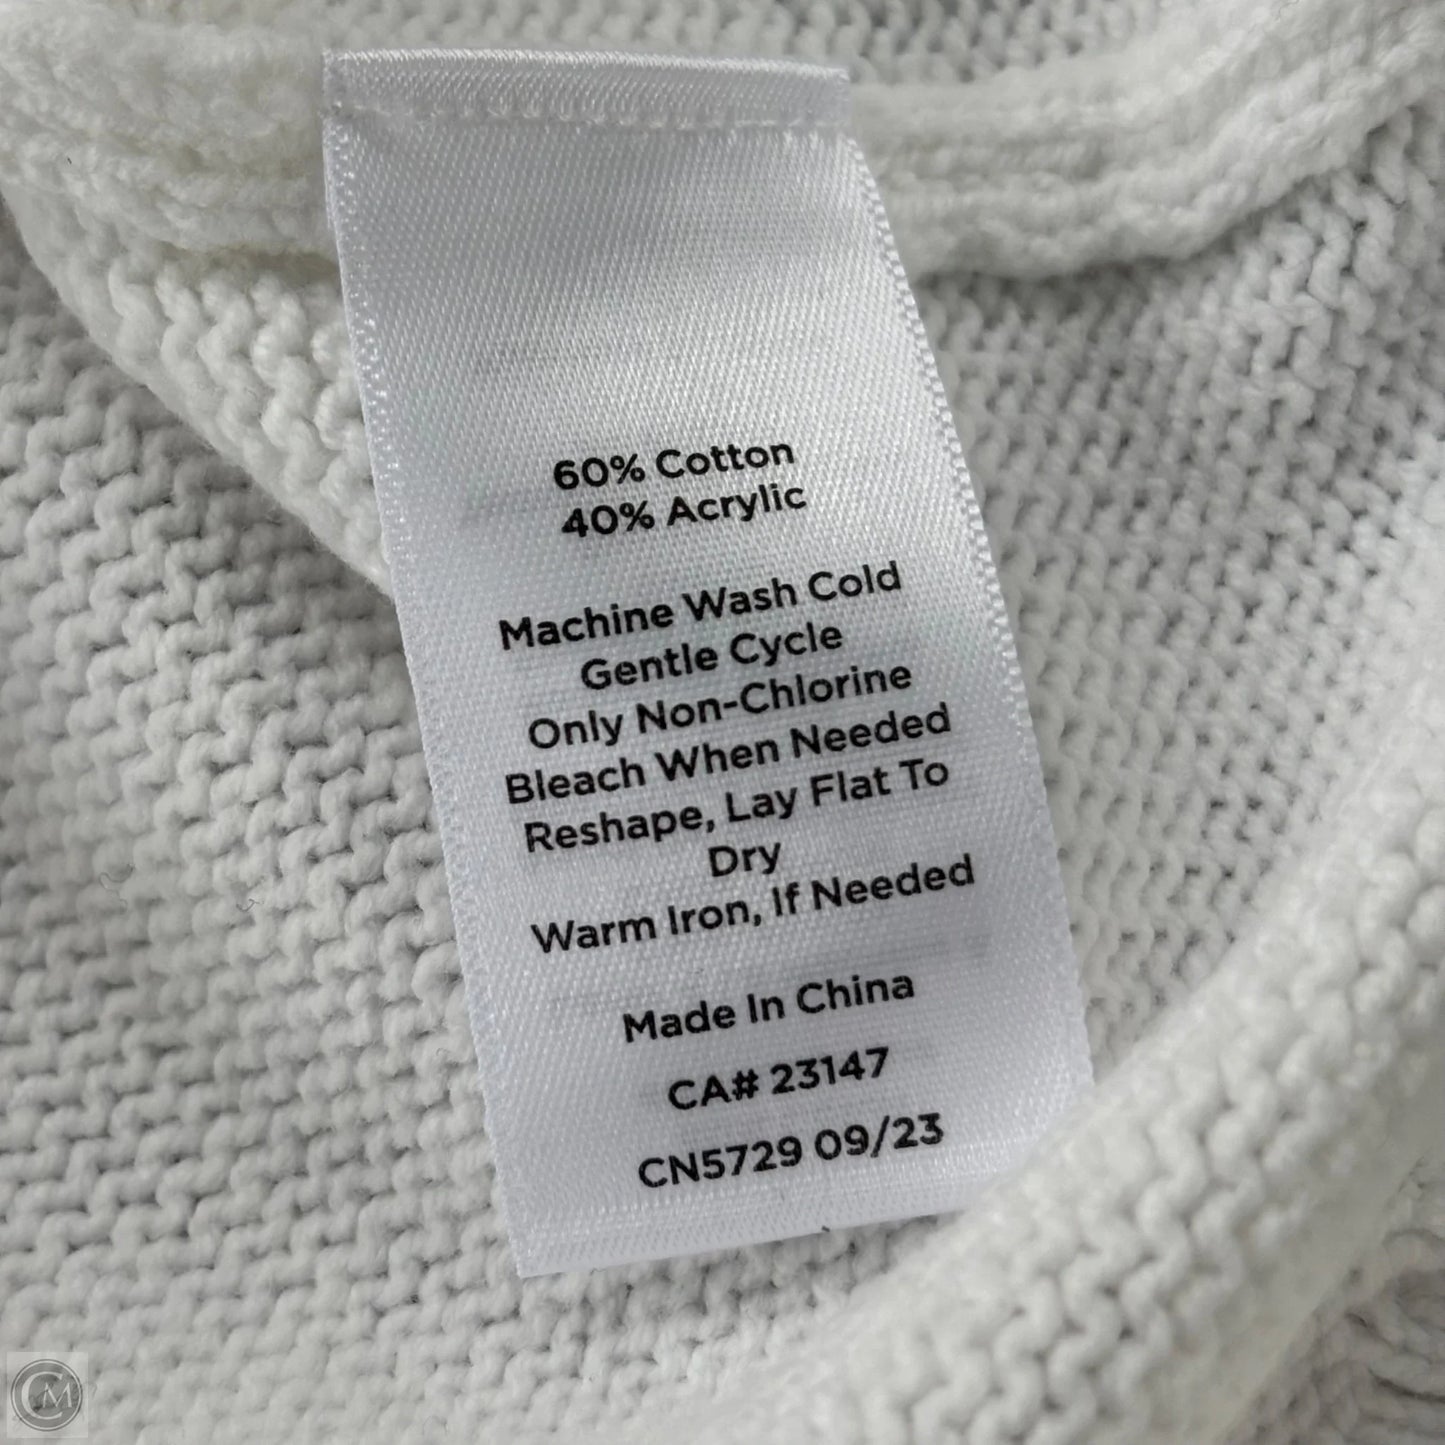 60% Cotton
40% Acrylic
Machine Wash Cold
Gentle Cycle
Only Non-Chlorine
Bleach When Needed
Reshape, Lay Flat To
Dry
Warm Iron, If Needed
Made In China
CA# 23147
CN5729 09/23
CM